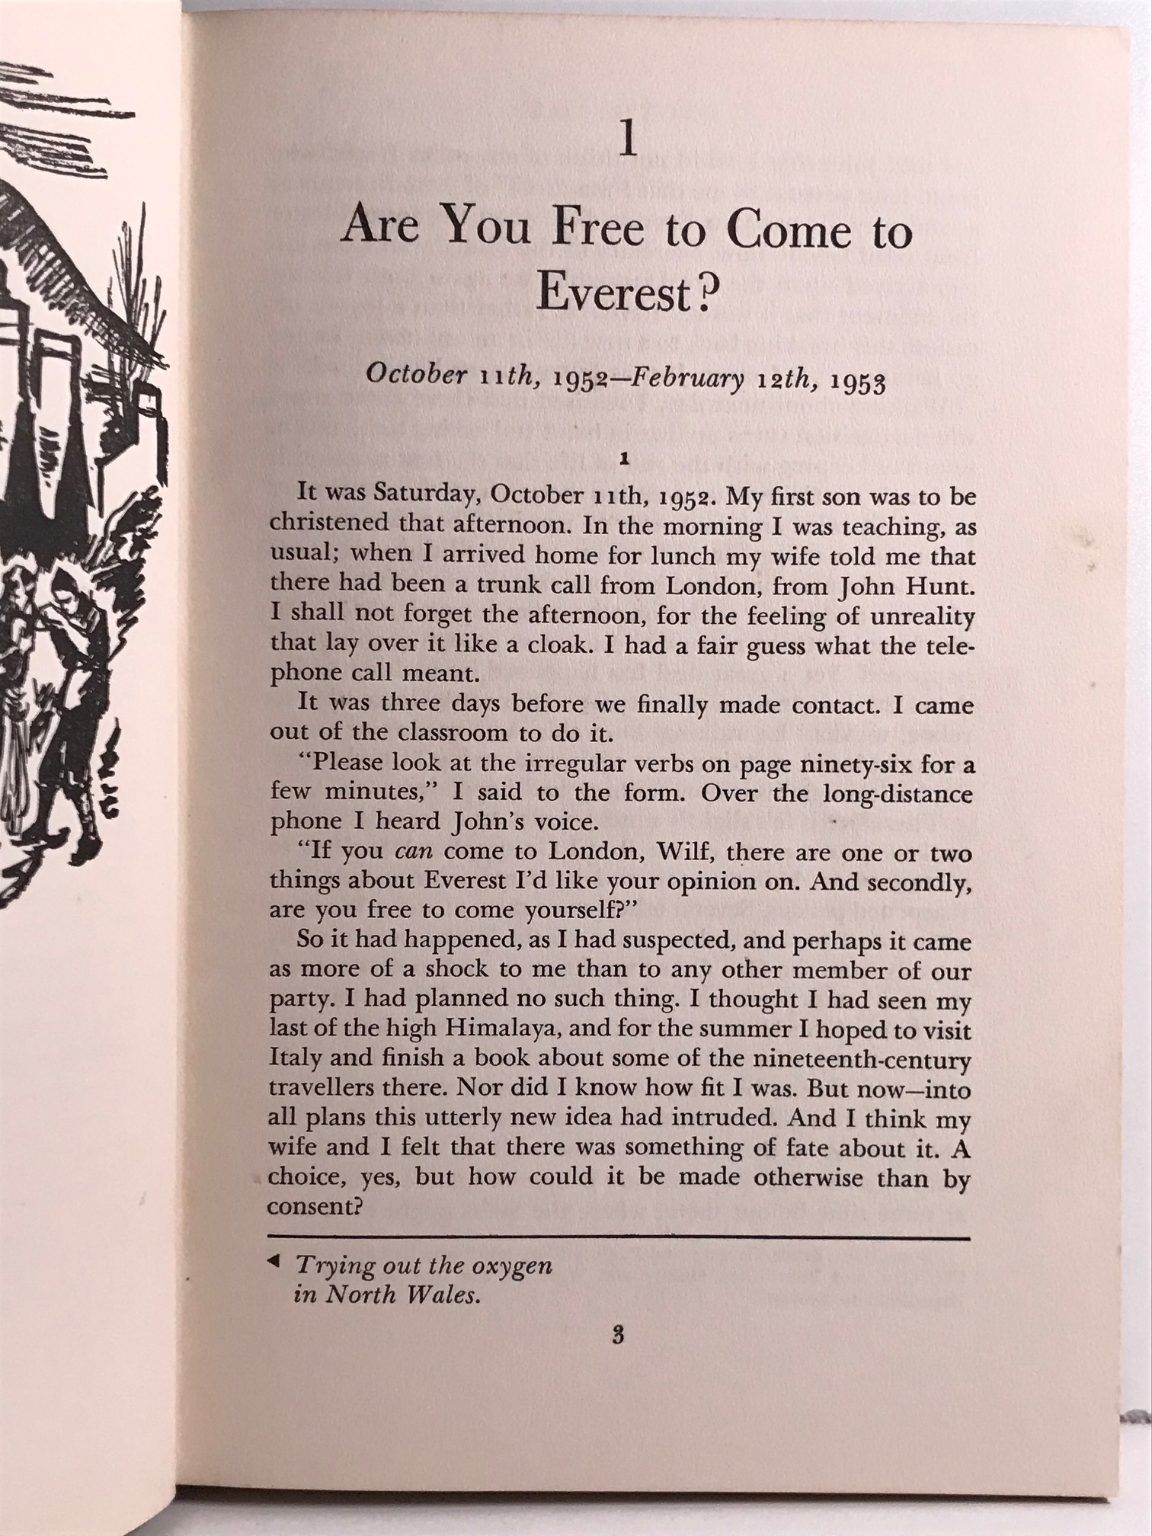 1
Are You Free to Come to
Everest?
October 11th, 1952—February 12th, 1953
1
It was Saturday, October 11th, 1952. My first son was to be
christened that afternoon. In the morning I was teaching, as
usual; when I arrived home for lunch my wife told me that
there had been a trunk call from London, from John Hunt.
I shall not forget the afternoon, for the feeling of unreality
that lay over it like a cloak. I had a fair guess what the tele-
phone call meant.
It was three days before we finally made contact. I came
out of the classroom to do it.
“Please look at the irregular verbs on page ninety-six for a
few minutes,” I said to the form. Over the long-distance
phone I heard John’s voice.
“If you can come to London, Wilf, there are one or two
things about Everest I’d like your opinion on. And secondly,
are you free to come yourself?”
So it had happened, as I had suspected, and perhaps it came
as more of a shock to me than to any other member of our
party. I had planned no such thing. I thought I had seen my
last of the high Himalaya, and for the summer I hoped to visit
Italy and finish a book about some of the nineteenth-century
travellers there. Nor did I know how fit I was. But now—into
all plans this utterly new idea had intruded. And I think my
wife and I felt that there was something of fate about it. A
choice, yes, but how could it be made otherwise than by
consent?
◄ Trying out the oxygen
in North Wales.
3